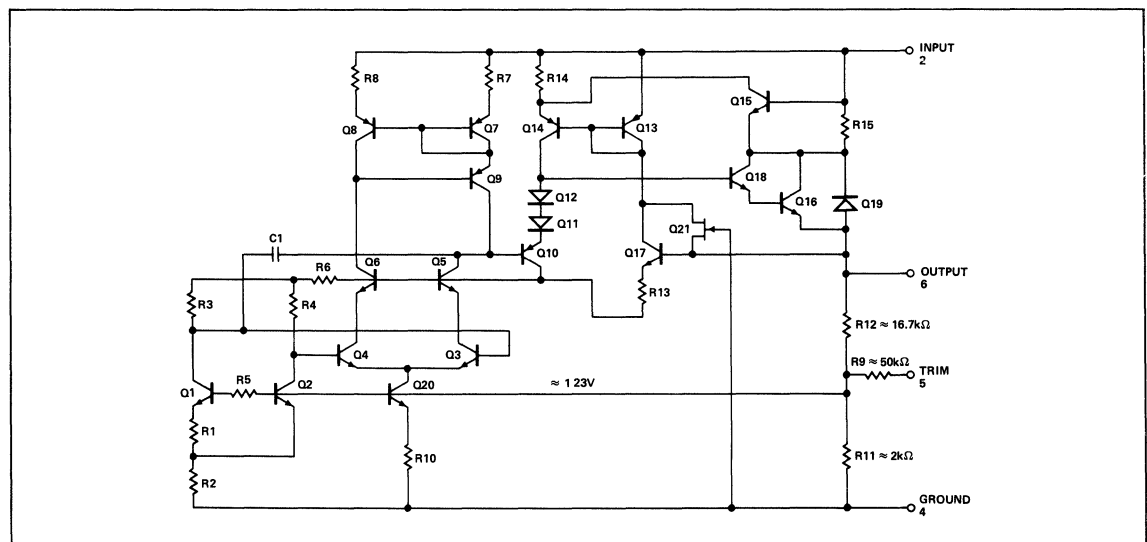 INPUT
2
R8
R7
R14
Q15
Q8
Q7
Q14
Q13
R15
Q9
Q12
Q18
Q16
Q19
Q11
Q21
C1
Q10
Q17
R6
Q6
Q5
OUTPUT
6
R3
R4
R13
R12 ≈ 16.7kΩ
Q4
Q3
R9 ≈ 50kΩ
TRIM
5
Q1
R5
Q2
Q20
≈ 1 23V
R1
R10
R11 ≈ 2kΩ
R2
GROUND
4